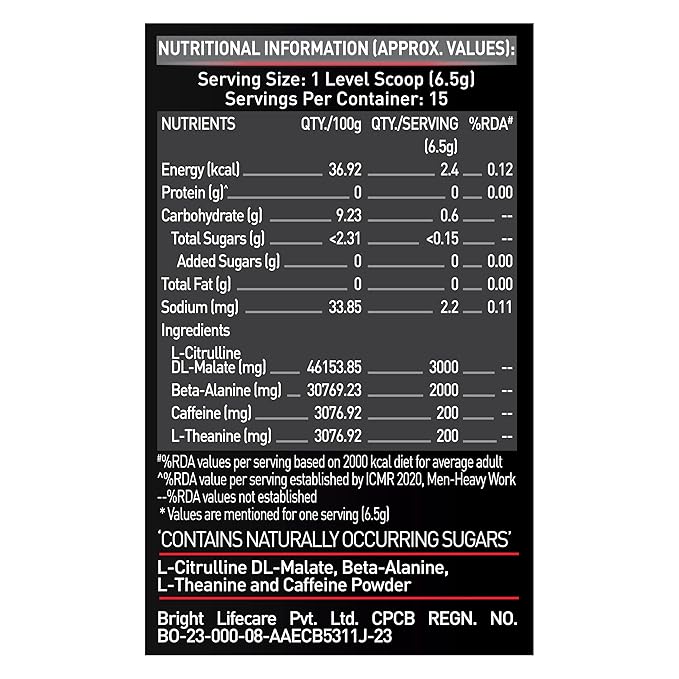 NUTRITIONAL INFORMATION (APPROX. VALUES):
Serving Size: 1 Level Scoop (6.5g)
Servings Per Container: 15
NUTRIENTS QTY./100g QTY./SERVING (6.5g) %RDA#
Energy (kcal) 36.92 2.4 0.12
Protein (g)^ 0 0 0.00
Carbohydrate (g) 9.23 0.6 --
Total Sugars (g) <2.31 <0.15 --
Added Sugars (g) 0 0 0.00
Total Fat (g) 0 0 0.00
Sodium (mg) 33.85 2.2 0.11
Ingredients
L-Citrulline
DL-Malate (mg) 46153.85 3000 --
Beta-Alanine (mg) 30769.23 2000 --
Caffeine (mg) 3076.92 200 --
L-Theanine (mg) 3076.92 200 --
#%RDA values per serving based on 2000 kcal diet for average adult
^%RDA value per serving established by ICMR 2020, Men-Heavy Work
--%RDA values not established
* Values are mentioned for one serving (6.5g)
‘CONTAINS NATURALLY OCCURRING SUGARS’
L-Citrulline DL-Malate, Beta-Alanine,
L-Theanine and Caffeine Powder
Bright Lifecare Pvt. Ltd. CPCB REGN. NO.
BO-23-000-08-AAECB5311J-23